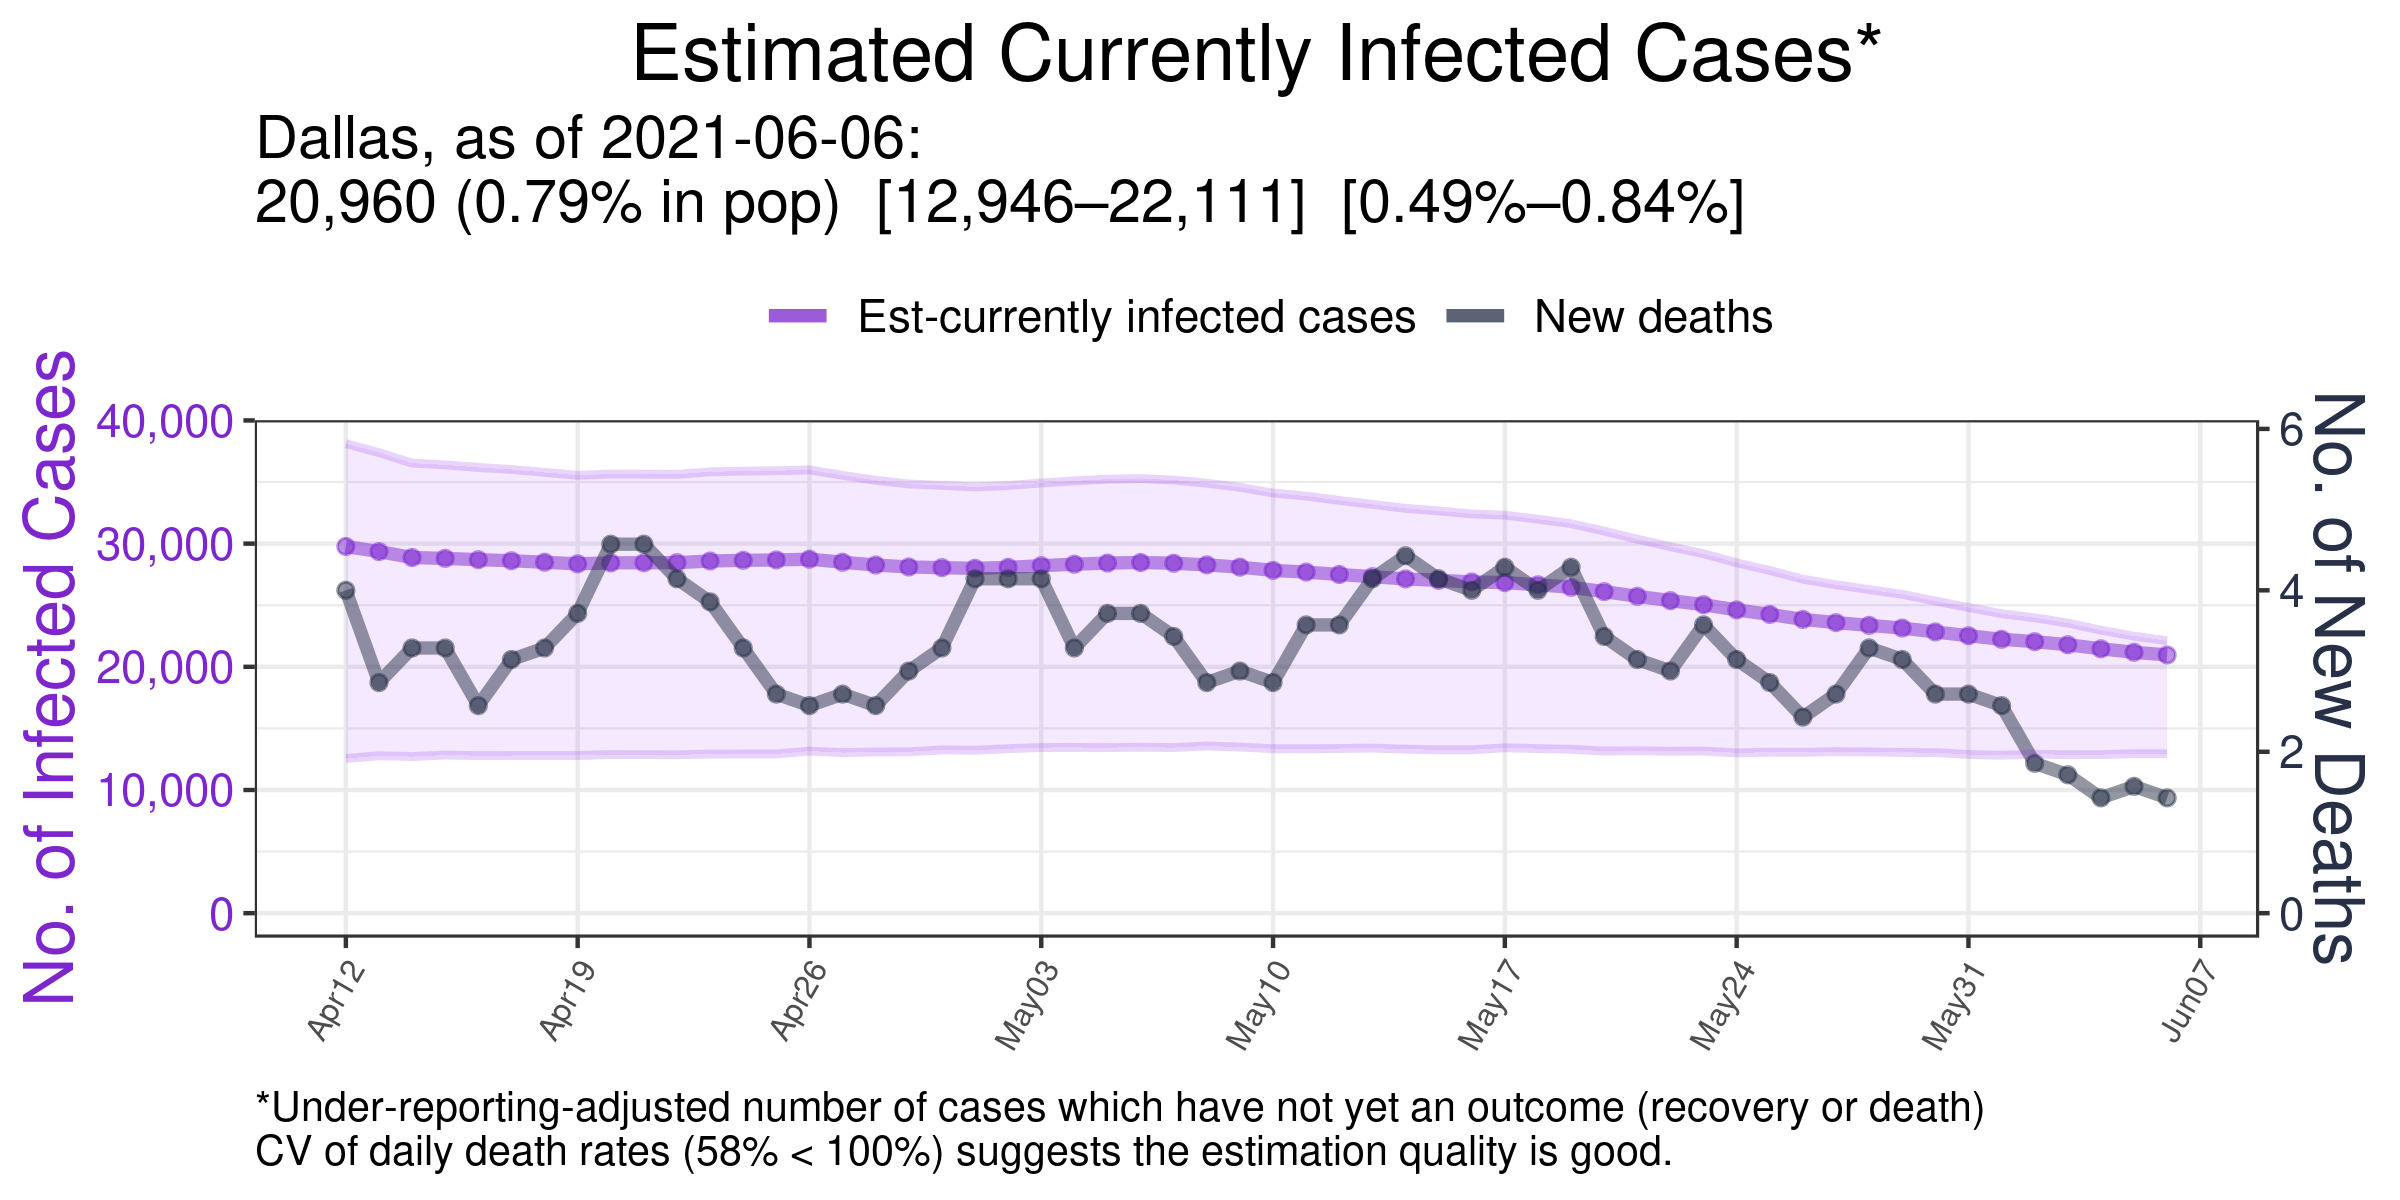 Estimated Currently Infected Cases*
Dallas, as of 2021-06-06:
20,960 (0.79% in pop)  [12,946–22,111]  [0.49%–0.84%]
Est-currently infected cases
New deaths
No. of Infected Cases
40,000
30,000
20,000
10,000
0
6
4
2
0
No. of New Deaths
Apr12
Apr19
Apr26
May03
May10
May17
May24
May31
Jun07
*Under-reporting-adjusted number of cases which have not yet an outcome (recovery or death)
CV of daily death rates (58% < 100%) suggests the estimation quality is good.